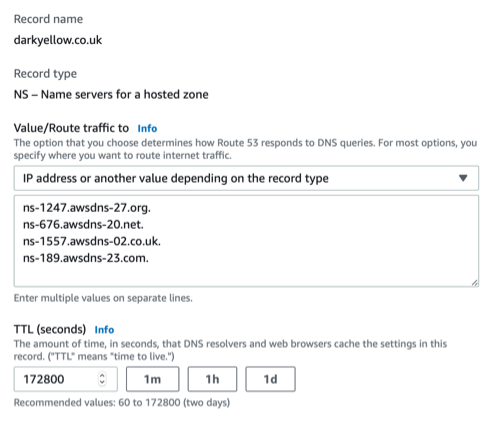 Record name
darkyellow.co.uk
Record type
NS – Name servers for a hosted zone
Value/Route traffic to Info
The option that you choose determines how Route 53 responds to DNS queries. For most options, you
specify where you want to route internet traffic.
IP address or another value depending on the record type
ns-1247.awsdns-27.org.
ns-676.awsdns-20.net.
ns-1557.awsdns-02.co.uk.
ns-189.awsdns-23.com.
Enter multiple values on separate lines.
TTL (seconds) Info
The amount of time, in seconds, that DNS resolvers and web browsers cache the settings in this
record. ("TTL" means "time to live.")
172800 1m 1h 1d
Recommended values: 60 to 172800 (two days)